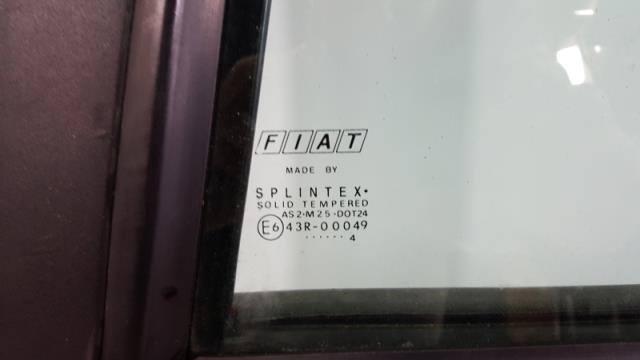 FIAT
MADE BY
SPLINTEX•
SOLID TEMPERED
AS2•M25•DOT24
E6 43R-00049
...... 4